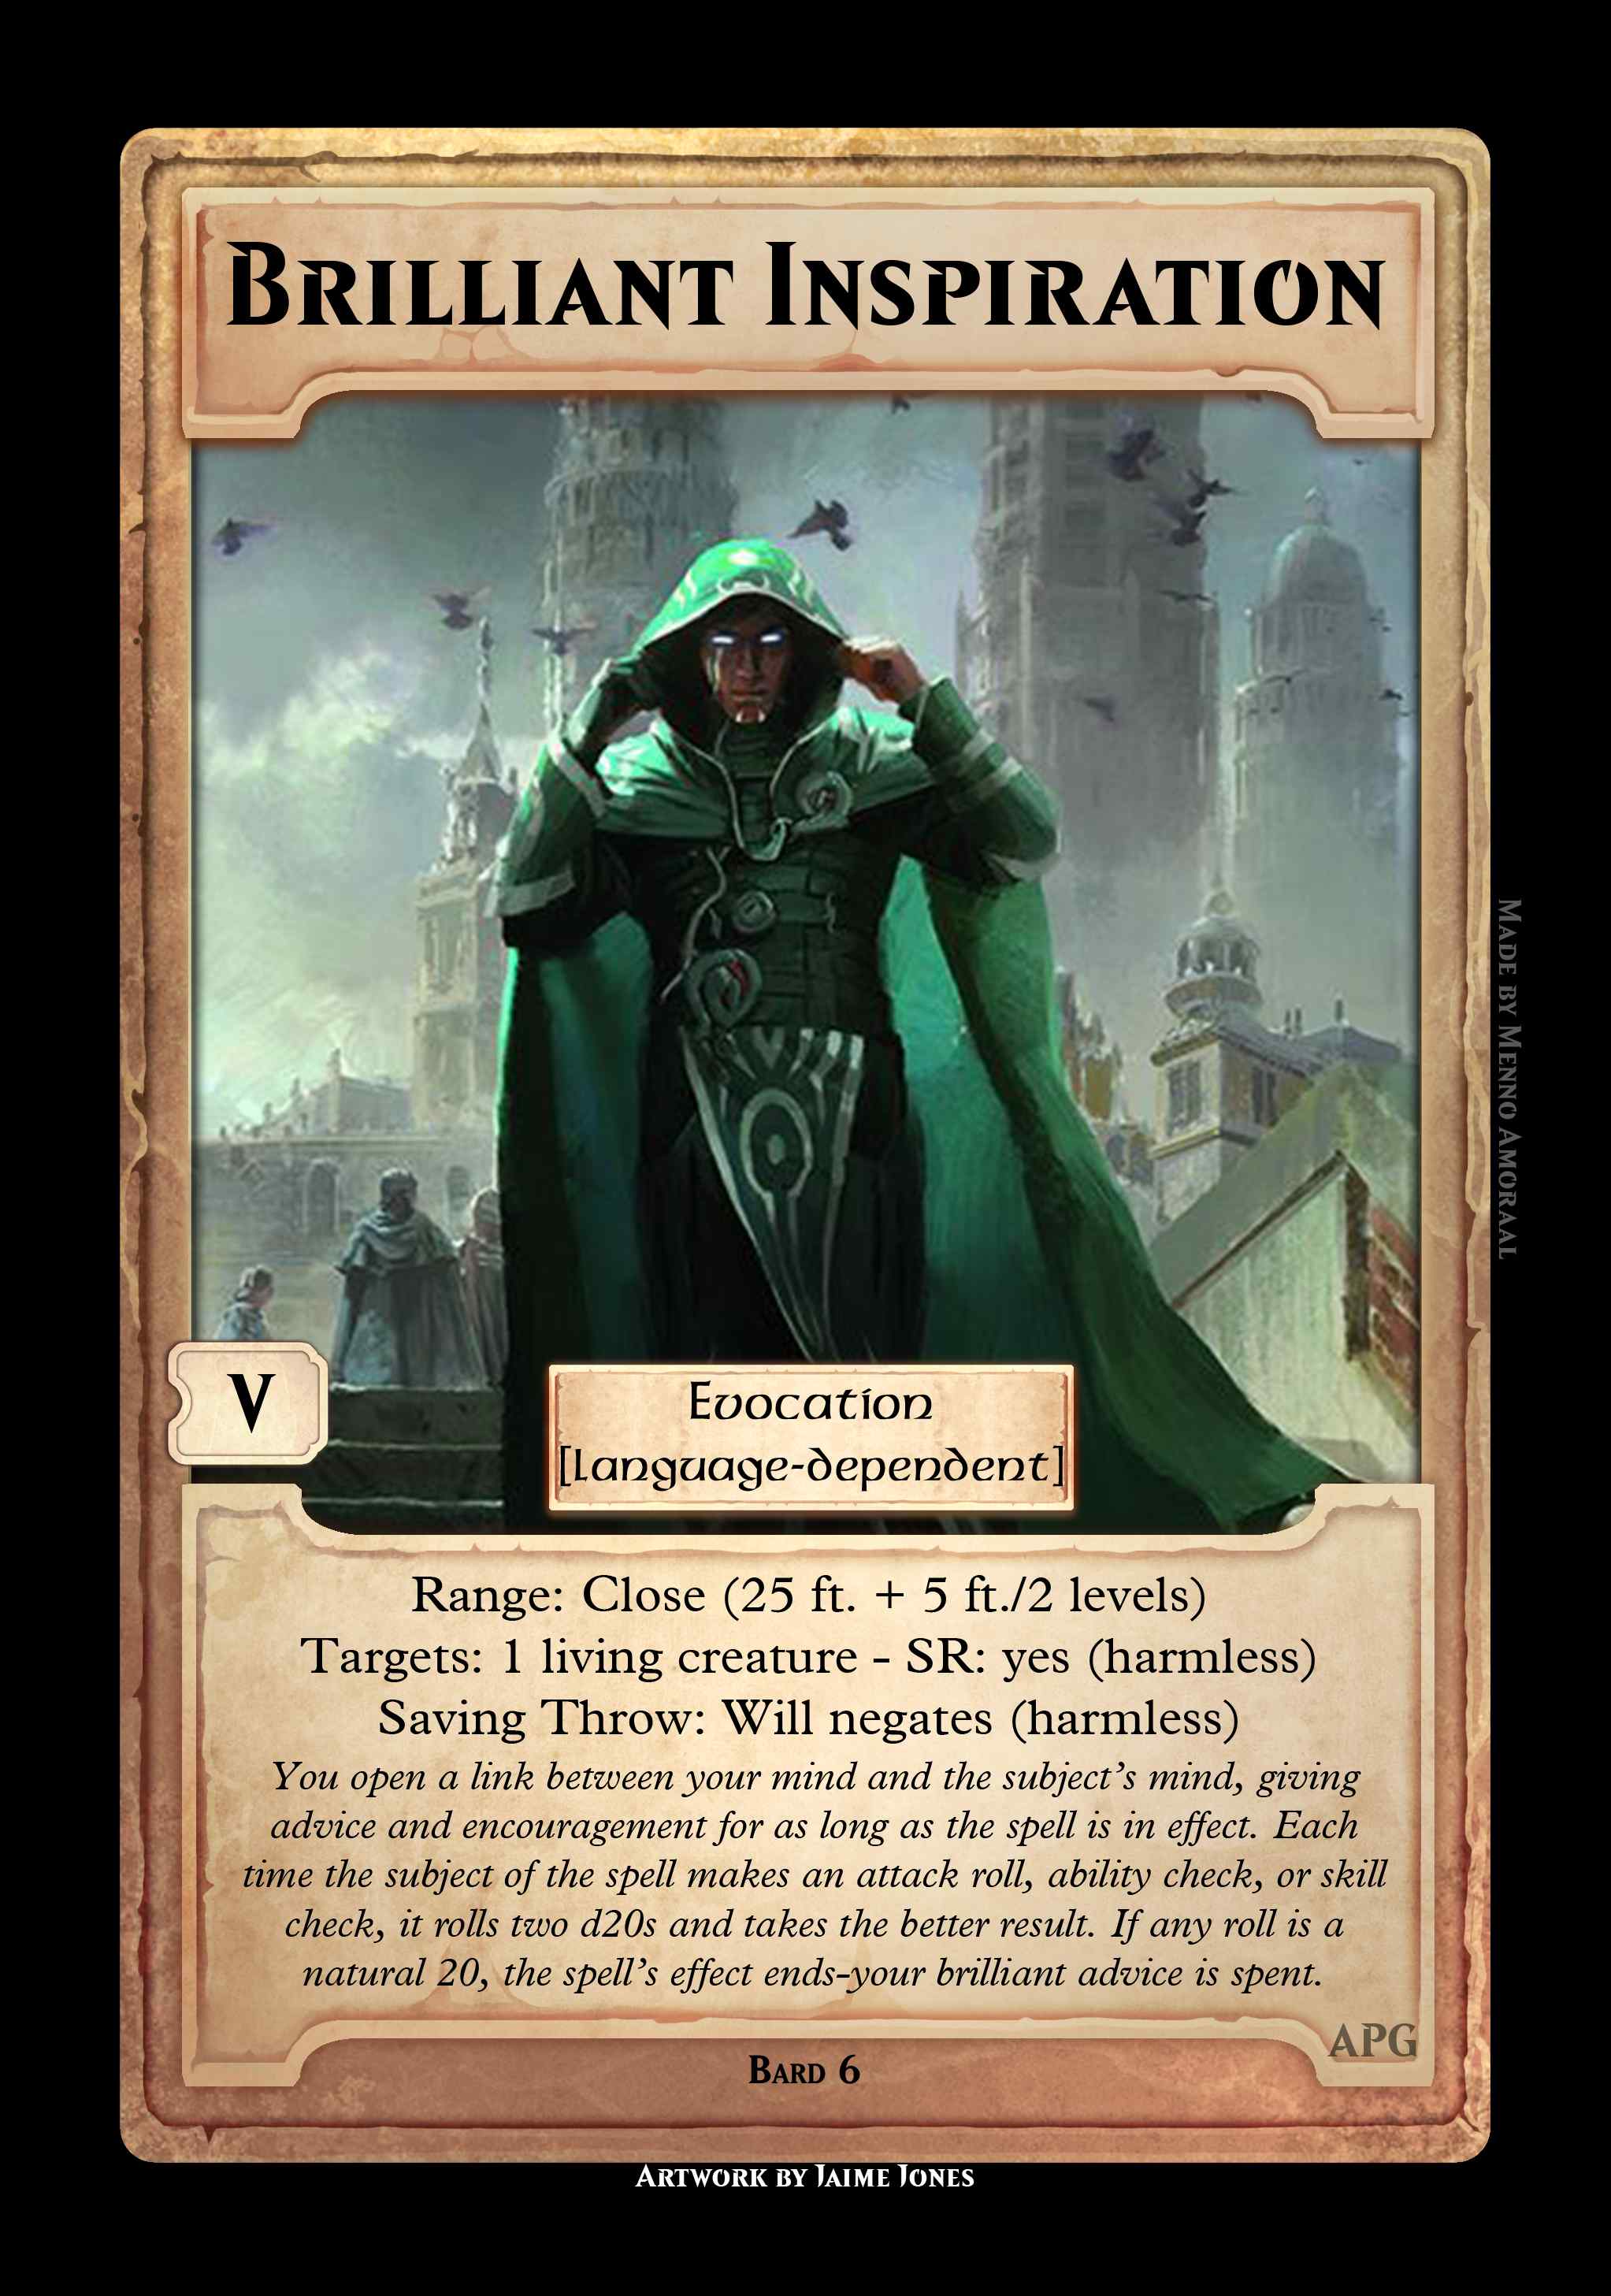 Brilliant Inspiration
V
Evocation
[language-dependent]
Range: Close (25 ft. + 5 ft./2 levels)
Targets: 1 living creature - SR: yes (harmless)
Saving Throw: Will negates (harmless)
You open a link between your mind and the subject's mind, giving
advice and encouragement for as long as the spell is in effect. Each
time the subject of the spell makes an attack roll, ability check, or skill
check, it rolls two d20s and takes the better result. If any roll is a
natural 20, the spell's effect ends-your brilliant advice is spent.
APG
Bard 6
Artwork by Jaime Jones
Made by Menno Amoraal